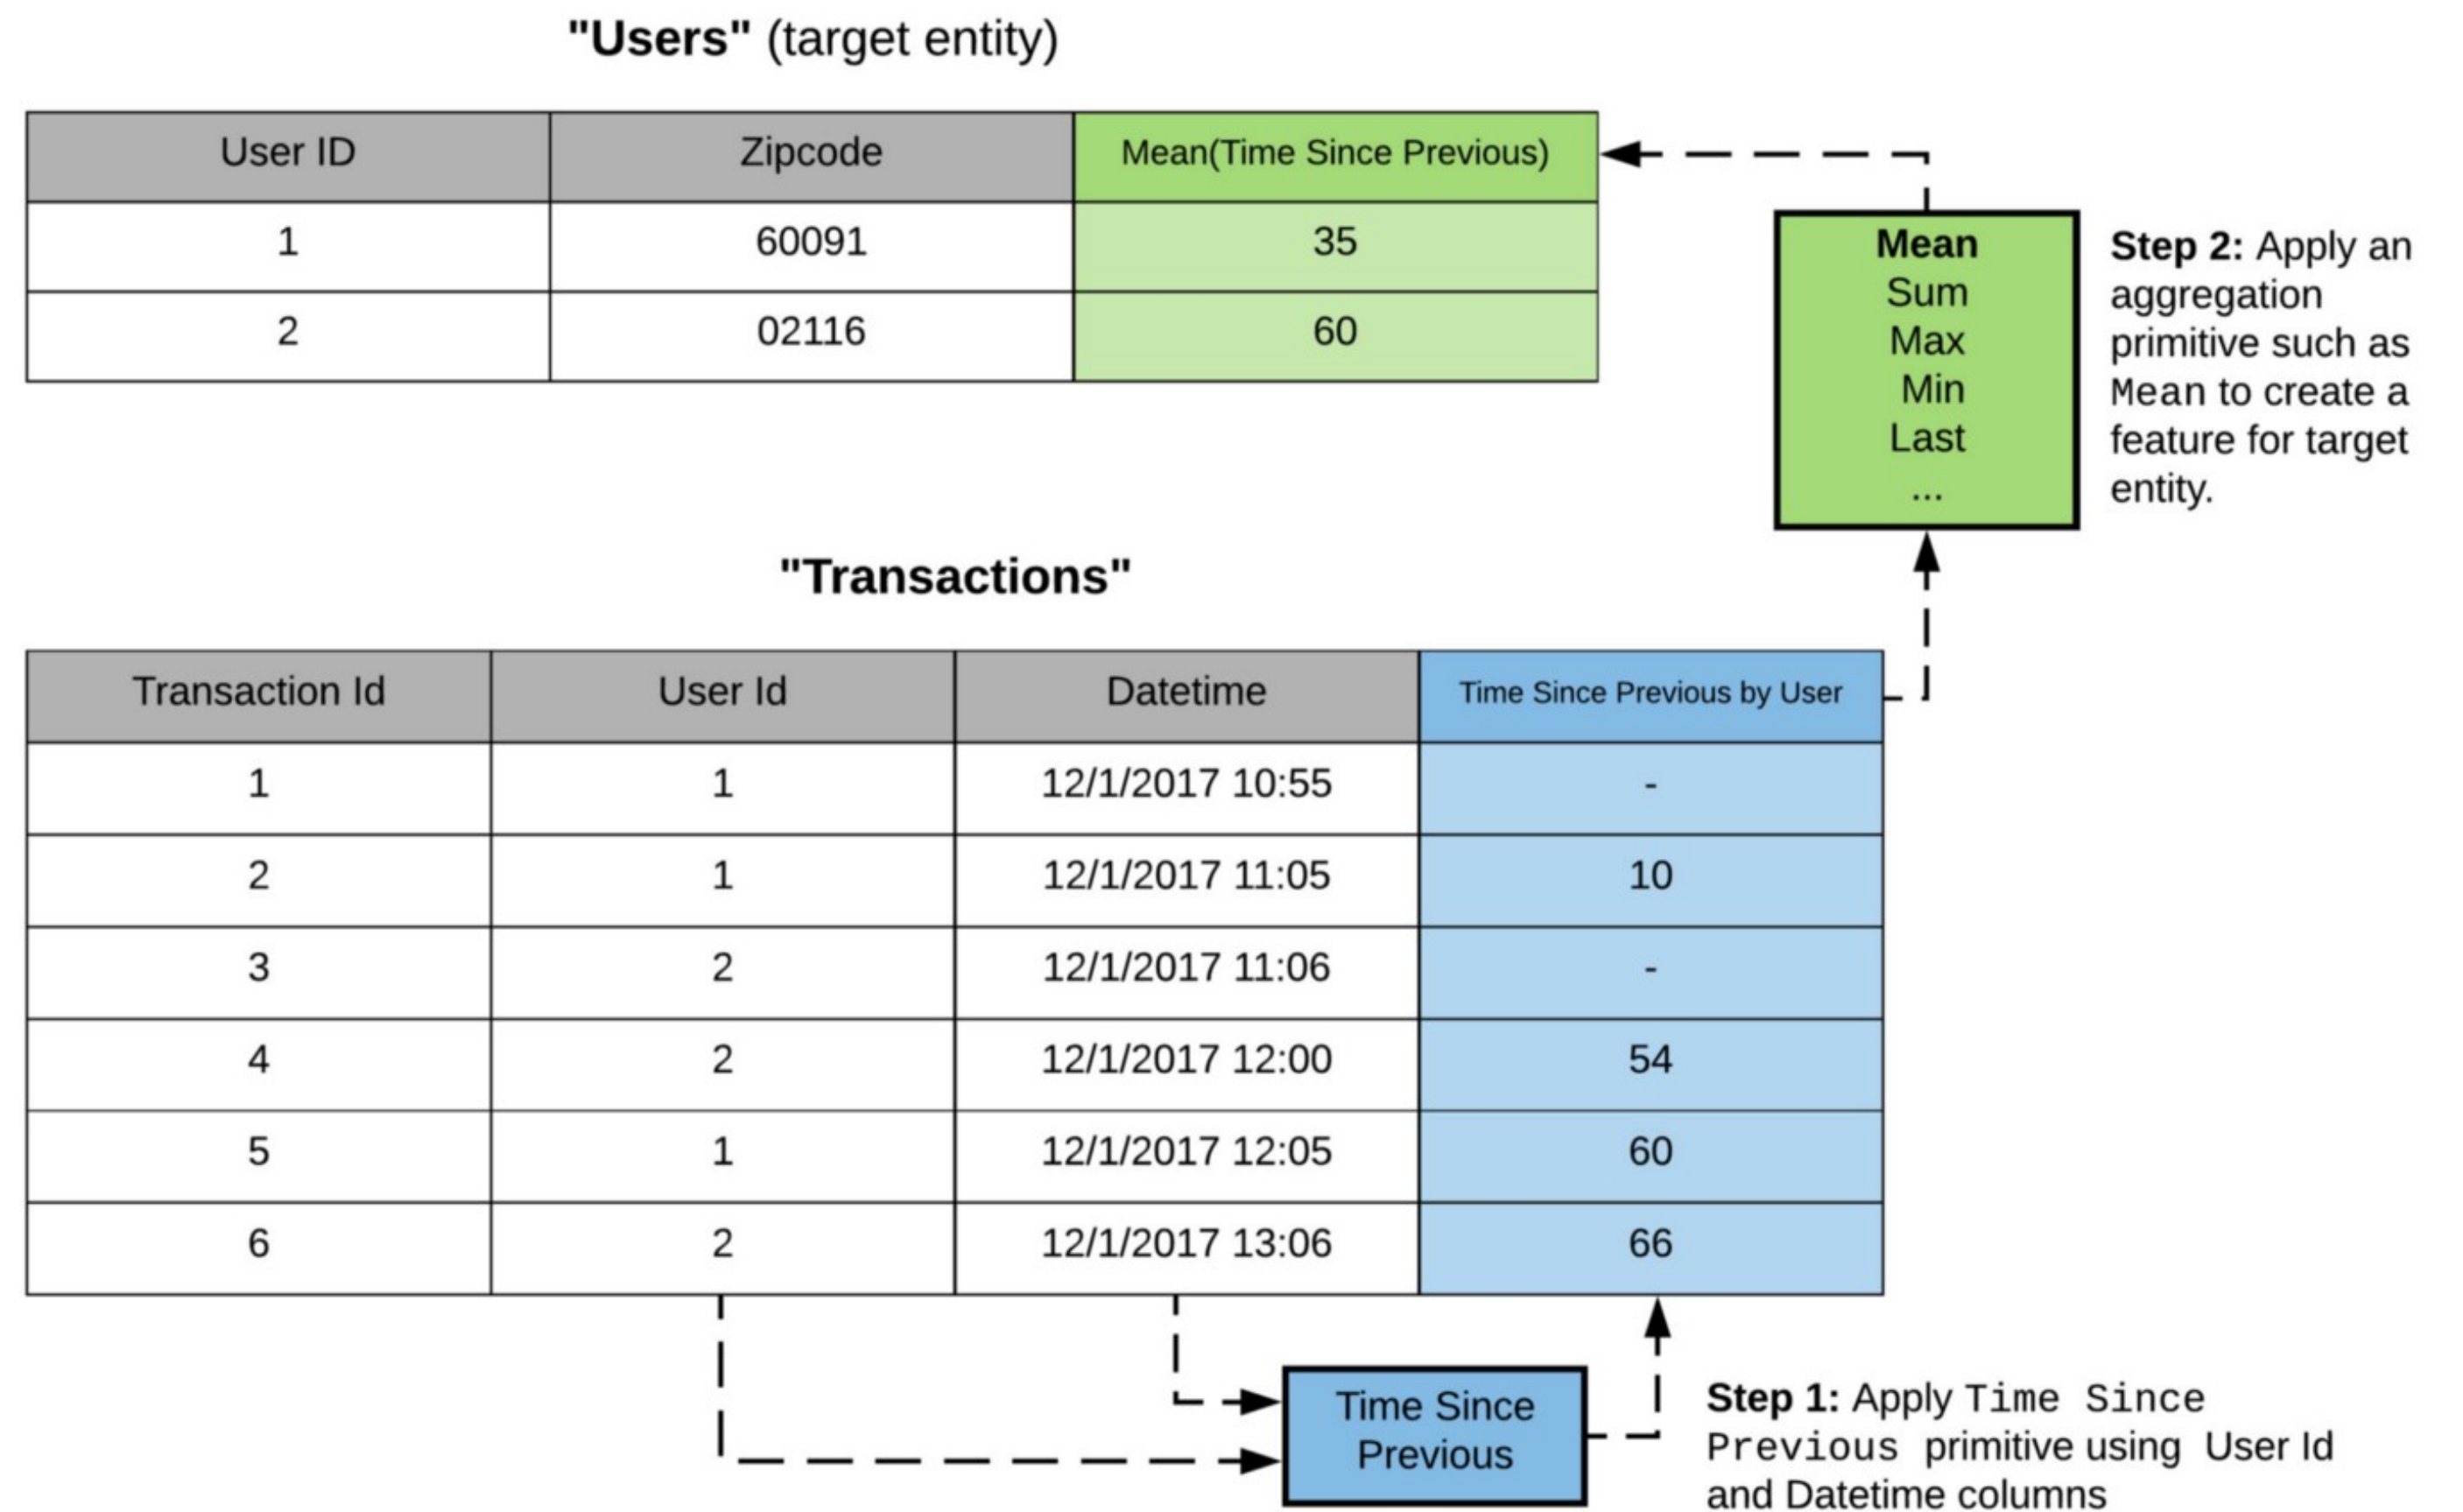 "Users" (target entity)
User ID Zipcode Mean(Time Since Previous)
1 60091 35
2 02116 60
Mean
Sum
Max
Min
Last
...
Step 2: Apply an
aggregation
primitive such as
Mean to create a
feature for target
entity.
"Transactions"
Transaction Id User Id Datetime Time Since Previous by User
1 1 12/1/2017 10:55 -
2 1 12/1/2017 11:05 10
3 2 12/1/2017 11:06 -
4 2 12/1/2017 12:00 54
5 1 12/1/2017 12:05 60
6 2 12/1/2017 13:06 66
Time Since
Previous
Step 1: Apply Time Since
Previous primitive using User Id
and Datetime columns